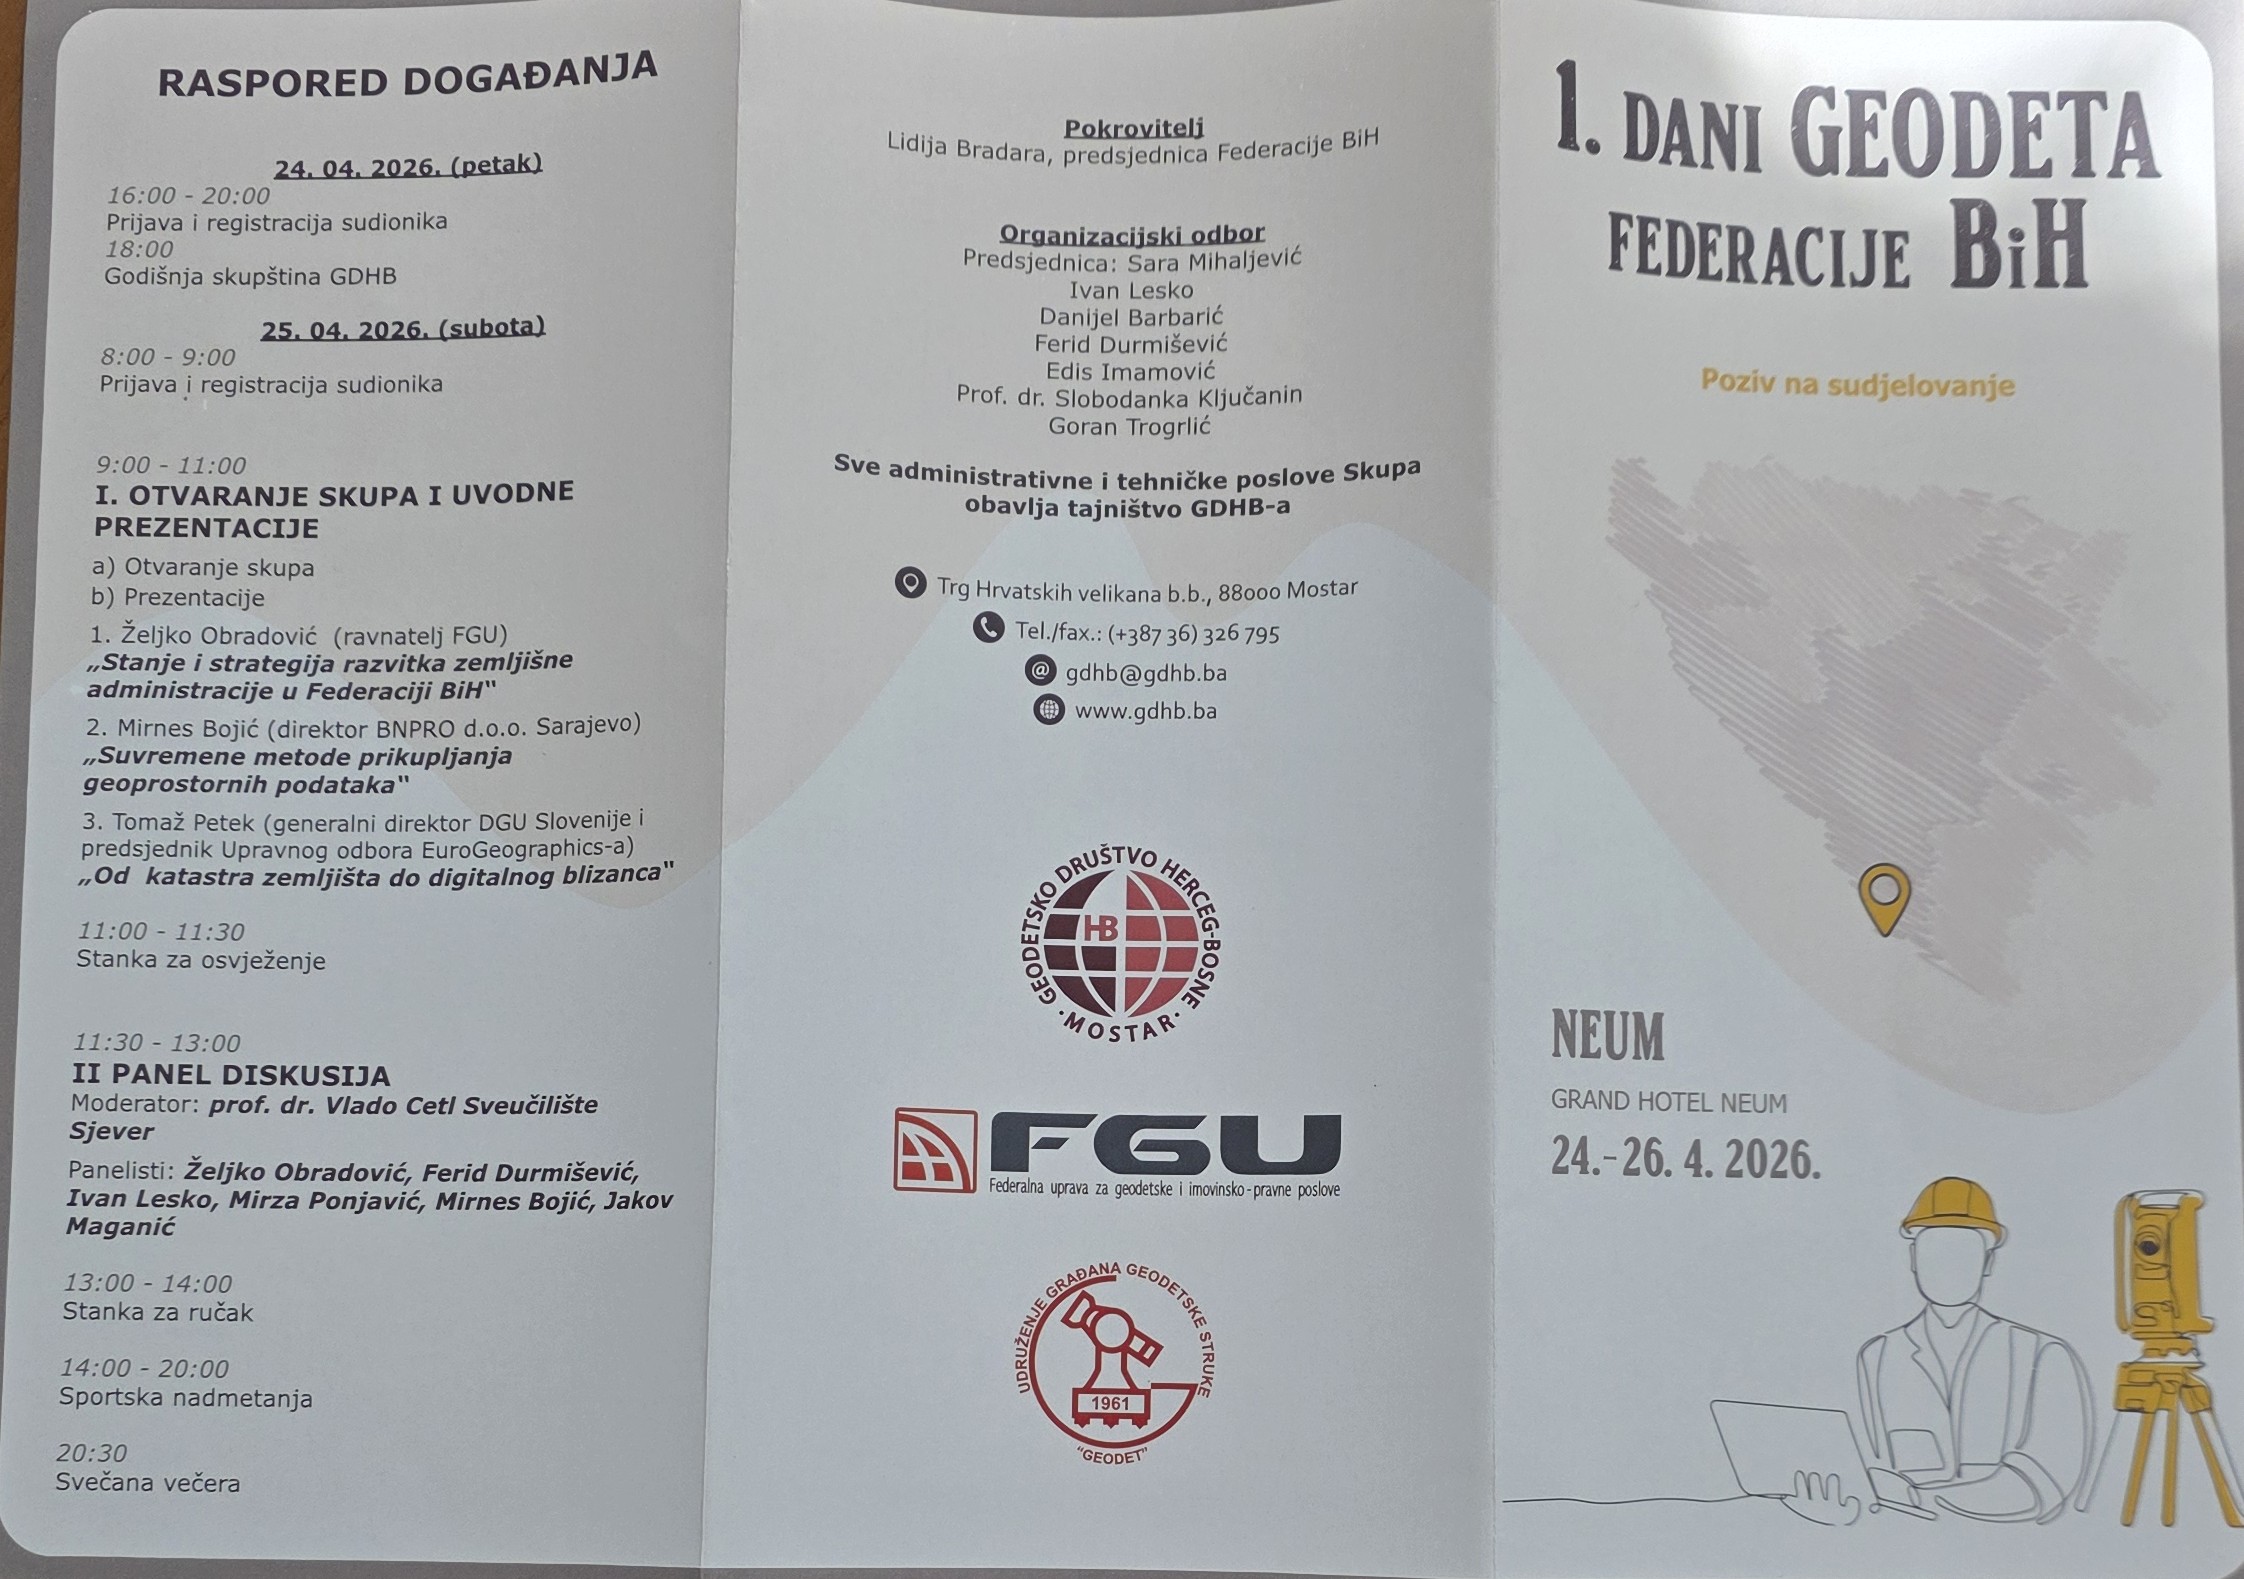 RASPORED DOGAĐANJA
24. 04. 2026. (petak)
16:00 - 20:00
Prijava i registracija sudionika
18:00
Godišnja skupština GDHB
25. 04. 2026. (subota)
8:00 - 9:00
Prijava i registracija sudionika
9:00 - 11:00
I. OTVARANJE SKUPA I UVODNE
PREZENTACIJE
a) Otvaranje skupa
b) Prezentacije
1. Željko Obradović (ravnatelj FGU)
„Stanje i strategija razvitka zemljišne
administracije u Federaciji BiH"
2. Mirnes Bojić (direktor BNPRO d.o.o. Sarajevo)
„Suvremene metode prikupljanja
geoprostornih podataka"
3. Tomaž Petek (generalni direktor DGU Slovenije i
predsjednik Upravnog odbora EuroGeographics-a)
„Od katastra zemljišta do digitalnog blizanca"
11:00 - 11:30
Stanka za osvježenje
11:30 - 13:00
II PANEL DISKUSIJA
Moderator: prof. dr. Vlado Cetl Sveučilište
Sjever
Panelisti: Željko Obradović, Ferid Durmišević,
Ivan Lesko, Mirza Ponjavić, Mirnes Bojić, Jakov
Maganić
13:00 - 14:00
Stanka za ručak
14:00 - 20:00
Sportska nadmetanja
20:30
Svečana večera
Pokrovitelj
Lidija Bradara, predsjednica Federacije BiH
Organizacijski odbor
Predsjednica: Sara Mihaljević
Ivan Lesko
Danijel Barbarić
Ferid Durmišević
Edis Imamović
Prof. dr. Slobodanka Ključanin
Goran Trogrlić
Sve administrativne i tehničke poslove Skupa
obavlja tajništvo GDHB-a
Trg Hrvatskih velikana b.b., 88000 Mostar
Tel./fax.: (+387 36) 326 795
@ gdhb@gdhb.ba
www.gdhb.ba
GEODETSKO DRUŠTVO HERCEG-BOSNE
HB
·MOSTAR·
FGU
Federalna uprava za geodetske i imovinsko-pravne poslove
UDRUŽENJE GRAĐANA GEODETSKE STRUKE
1961
"GEODET"
1. DANI GEODETA
FEDERACIJE BiH
Poziv na sudjelovanje
NEUM
GRAND HOTEL NEUM
24.-26. 4. 2026.